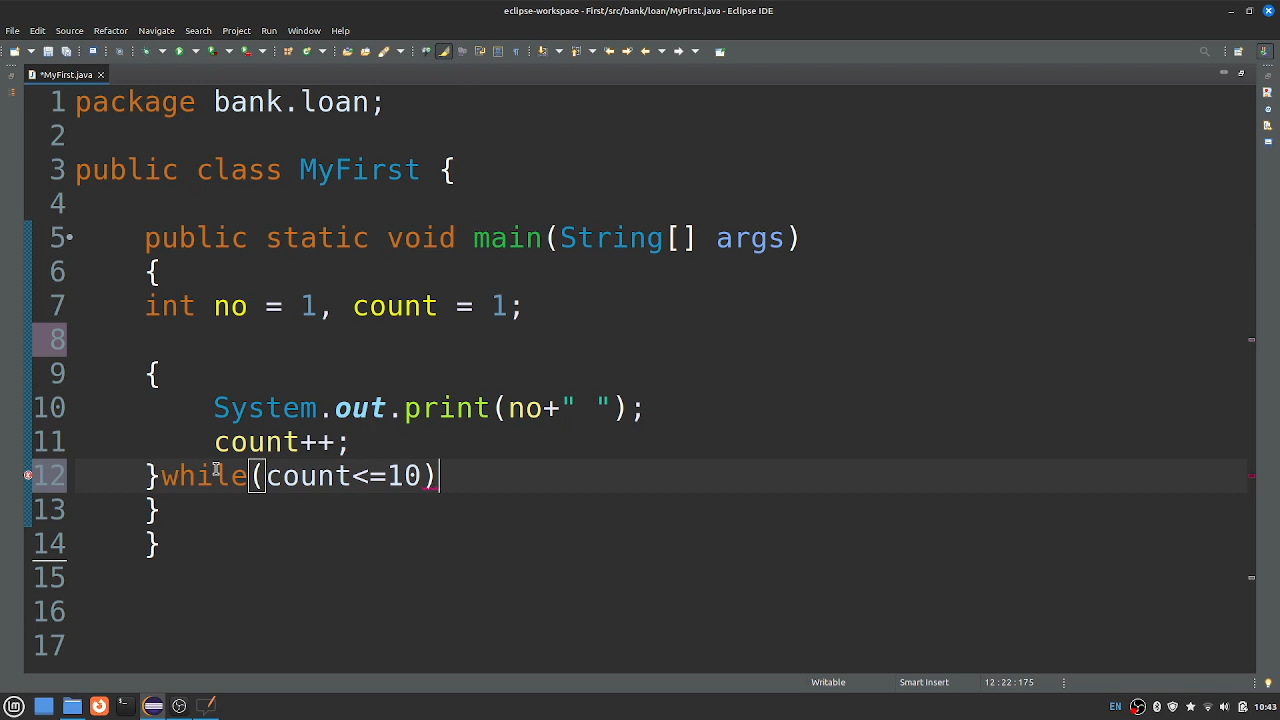 eclipse-workspace - First/src/bank/loan/MyFirst.java - Eclipse IDE
File Edit Source Refactor Navigate Search Project Run Window Help
*MyFirst.java
1 package bank.loan;
2
3 public class MyFirst {
4
5 public static void main(String[] args)
6 {
7 int no = 1, count = 1;
8
9 {
10 System.out.print(no+" ");
11 count++;
12 }while(count<=10)
13 }
14 }
15
16
17
Writable Smart Insert 12:22:175
EN 10:43